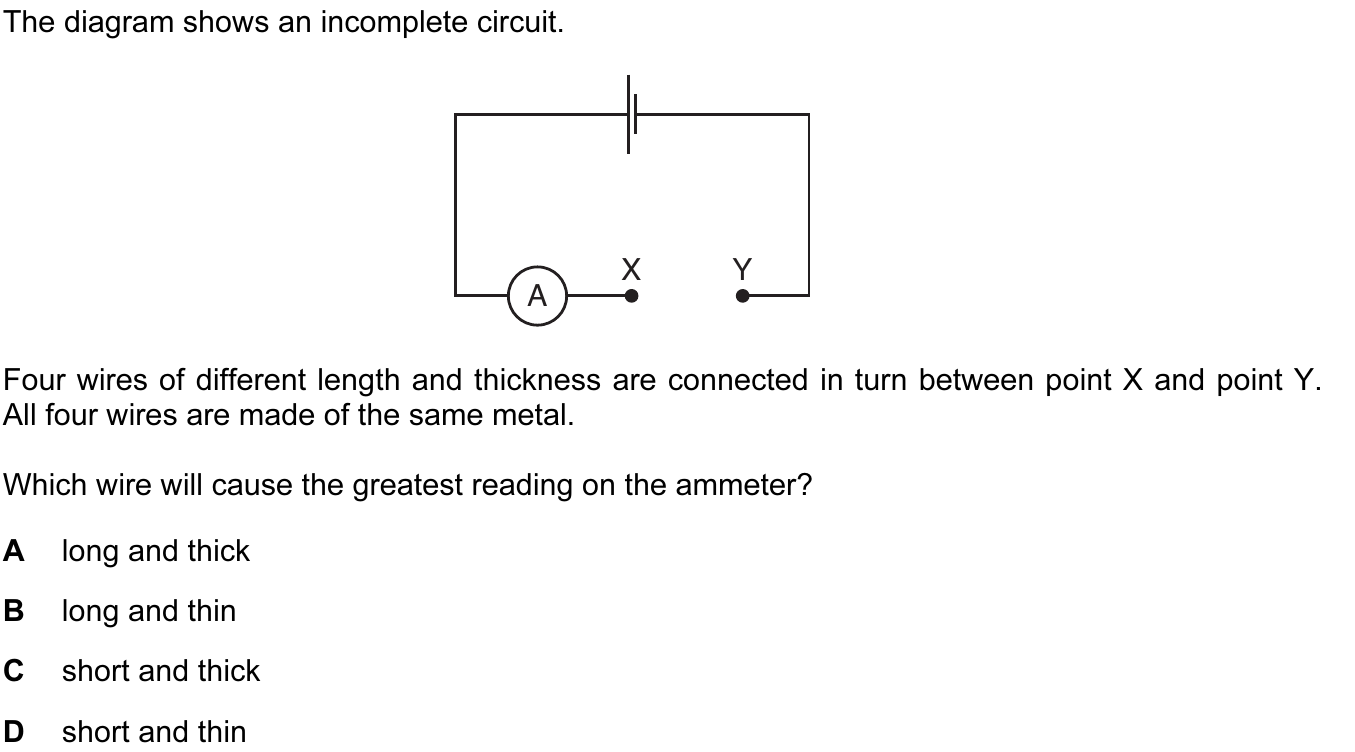 The diagram shows an incomplete circuit.
X Y
A
Four wires of different length and thickness are connected in turn between point X and point Y.
All four wires are made of the same metal.
Which wire will cause the greatest reading on the ammeter?
A long and thick
B long and thin
C short and thick
D short and thin